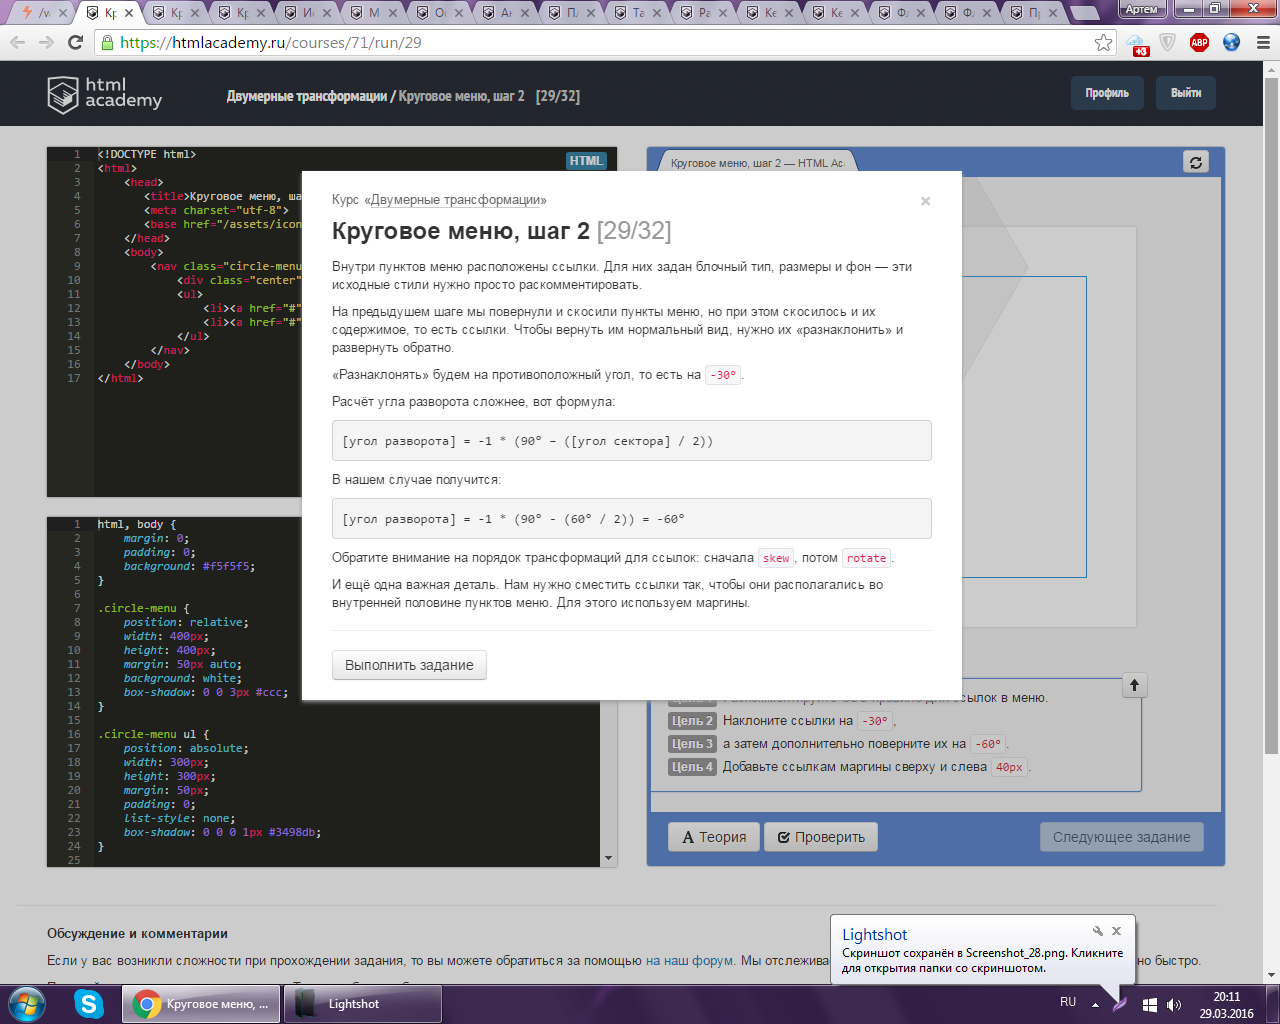 /w
Кр
Кр
Кр
Кр
Ис
М
Ос
Ан
Пл
Та
Ра
Ке
Ке
Фл
Фл
Пр
Артем
https://htmlacademy.ru/courses/71/run/29
+3
ABP
html
academy
Двумерные трансформации / Круговое меню, шаг 2 [29/32]
Профиль
Выйти
HTML
1 <!DOCTYPE html>
2 <html>
3 <head>
4 <title>Круговое меню, ша
5 <meta charset="utf-8">
6 <base href="/assets/icon
7 </head>
8 <body>
9 <nav class="circle-menu
10 <div class="center"
11 <ul>
12 <li><a href="#"
13 <li><a href="#"
14 </ul>
15 </nav>
16 </body>
17 </html>
Круговое меню, шаг 2 — HTML Ac
Курс «Двумерные трансформации»
Круговое меню, шаг 2 [29/32]
Внутри пунктов меню расположены ссылки. Для них задан блочный тип, размеры и фон — эти
исходные стили нужно просто раскомментировать.
На предыдущем шаге мы повернули и скосили пункты меню, но при этом скосилось и их
содержимое, то есть ссылки. Чтобы вернуть им нормальный вид, нужно их «разнаклонить» и
развернуть обратно.
«Разнаклонять» будем на противоположный угол, то есть на -30°.
Расчёт угла разворота сложнее, вот формула:
[угол разворота] = -1 * (90° – ([угол сектора] / 2))
В нашем случае получится:
[угол разворота] = -1 * (90° - (60° / 2)) = -60°
Обратите внимание на порядок трансформаций для ссылок: сначала skew, потом rotate.
И ещё одна важная деталь. Нам нужно сместить ссылки так, чтобы они располагались во
внутренней половине пунктов меню. Для этого используем маргины.
Выполнить задание
1 html, body {
2 margin: 0;
3 padding: 0;
4 background: #f5f5f5;
5 }
6
7 .circle-menu {
8 position: relative;
9 width: 400px;
10 height: 400px;
11 margin: 50px auto;
12 background: white;
13 box-shadow: 0 0 3px #ccc;
14 }
15
16 .circle-menu ul {
17 position: absolute;
18 width: 300px;
19 height: 300px;
20 margin: 50px;
21 padding: 0;
22 list-style: none;
23 box-shadow: 0 0 0 1px #3498db;
24 }
25
ссылок в меню.
Цель 2 Наклоните ссылки на -30°,
Цель 3 а затем дополнительно поверните их на -60°.
Цель 4 Добавьте ссылкам маргины сверху и слева 40px.
Теория
Проверить
Следующее задание
Обсуждение и комментарии
Если у вас возникли сложности при прохождении задания, то вы можете обратиться за помощью на наш форум. Мы отслежива но быстро.
Lightshot
Скриншот сохранён в Screenshot_28.png. Кликните
для открытия папки со скриншотом.
Круговое меню, ...
Lightshot
RU
20:11
29.03.2016